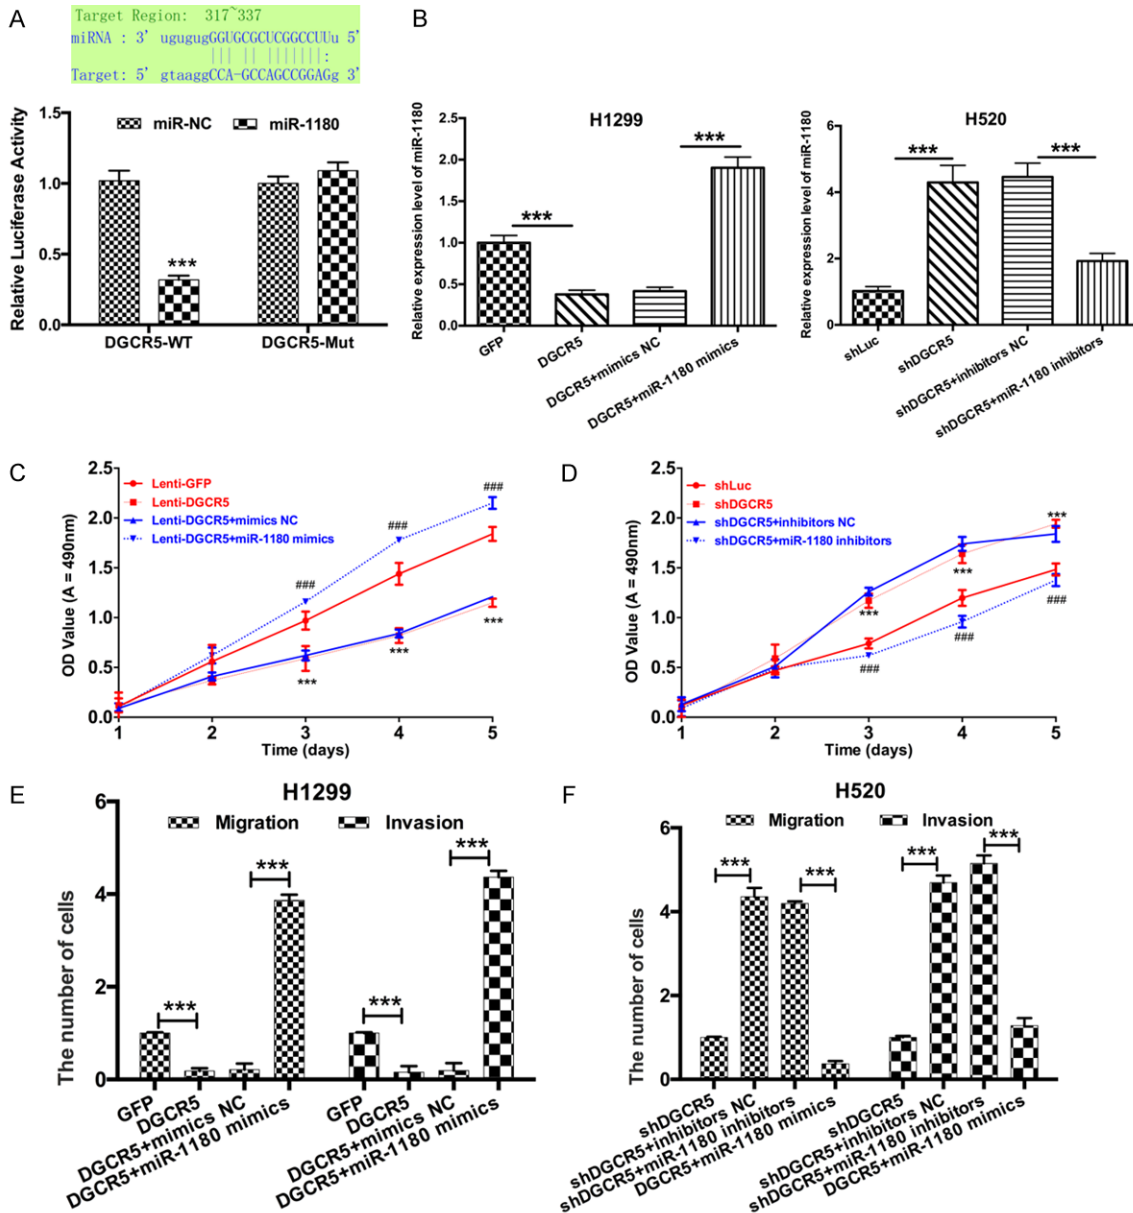 A
Target Region: 317~337
miRNA : 3' ugugugGGUGCGCUCGGCCUUu 5'
||| || |||||||:
Target: 5' gtaaggCCA-GCCAGCCGGAGg 3'
Relative Luciferase Activity
1.5
1.0
0.5
0.0
miR-NC miR-1180
***
DGCR5-WT DGCR5-Mut
B
H1299
Relative expression level of miR-1180
2.5
2.0
1.5
1.0
0.5
0.0
***
***
GFP
DGCR5
DGCR5+mimics NC
DGCR5+miR-1180 mimics
H520
Relative expression level of miR-1180
6
4
2
0
***
***
shLuc
shDGCR5
shDGCR5+inhibitors NC
shDGCR5+miR-1180 inhibitors
C
OD Value (A = 490nm)
2.5
2.0
1.5
1.0
0.5
0.0
Lenti-GFP
Lenti-DGCR5
Lenti-DGCR5+mimics NC
Lenti-DGCR5+miR-1180 mimics
###
###
###
***
***
***
1 2 3 4 5
Time (days)
D
OD Value (A = 490nm)
2.5
2.0
1.5
1.0
0.5
0.0
shLuc
shDGCR5
shDGCR5+inhibitors NC
shDGCR5+miR-1180 inhibitors
***
***
***
###
###
###
1 2 3 4 5
Time (days)
E
H1299
The number of cells
6
4
2
0
Migration Invasion
***
***
***
***
GFP
DGCR5
DGCR5+mimics NC
DGCR5+miR-1180 mimics
GFP
DGCR5
DGCR5+mimics NC
DGCR5+miR-1180 mimics
F
H520
The number of cells
6
4
2
0
Migration Invasion
***
***
***
***
shDGCR5
shDGCR5+inhibitors NC
shDGCR5+miR-1180 inhibitors
DGCR5+miR-1180 mimics
shDGCR5
shDGCR5+inhibitors NC
shDGCR5+miR-1180 inhibitors
DGCR5+miR-1180 mimics